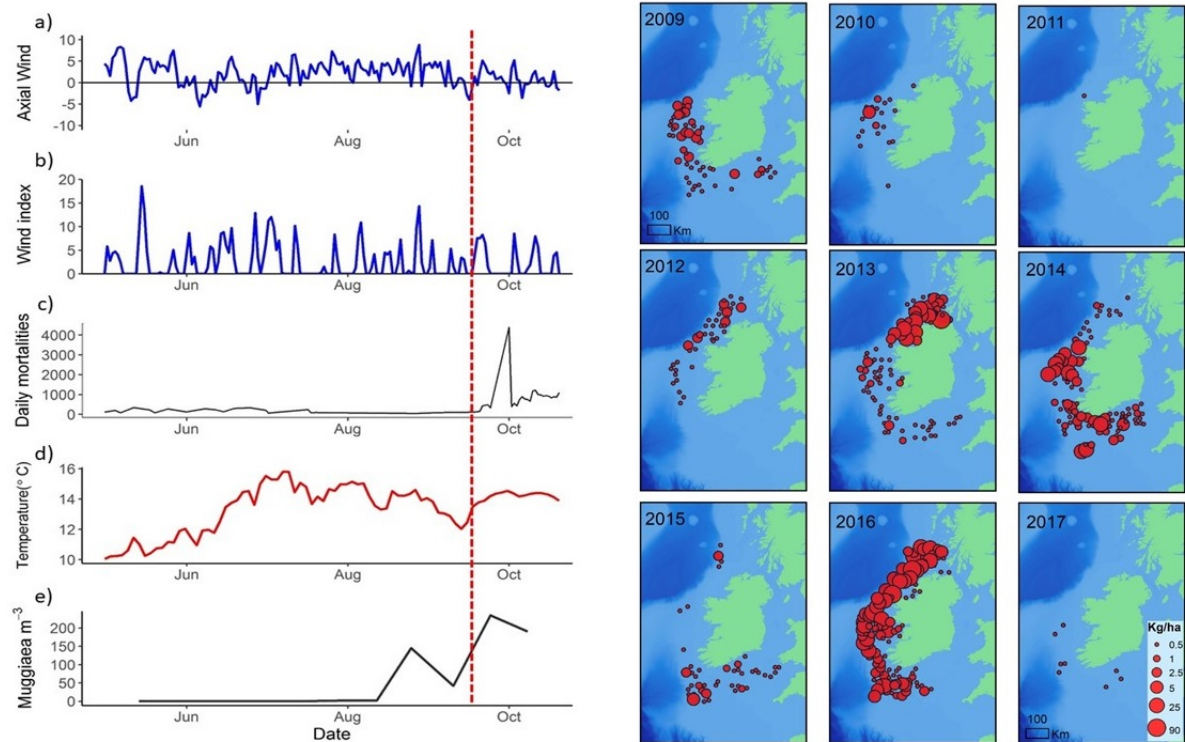 a)
Axial Wind
10
5
0
-5
-10
Jun
Aug
Oct
b)
Wind index
20
15
10
5
0
Jun
Aug
Oct
c)
Daily mortalities
4000
3000
2000
1000
0
Jun
Aug
Oct
d)
Temperature(° C)
16
14
12
10
Jun
Aug
Oct
e)
Muggiaea m⁻³
200
150
100
50
0
Jun
Aug
Oct
Date
2009
100
Km
2010
2011
2012
2013
2014
2015
2016
2017
100
Km
Kg/ha
0.5
1
2.5
5
25
90